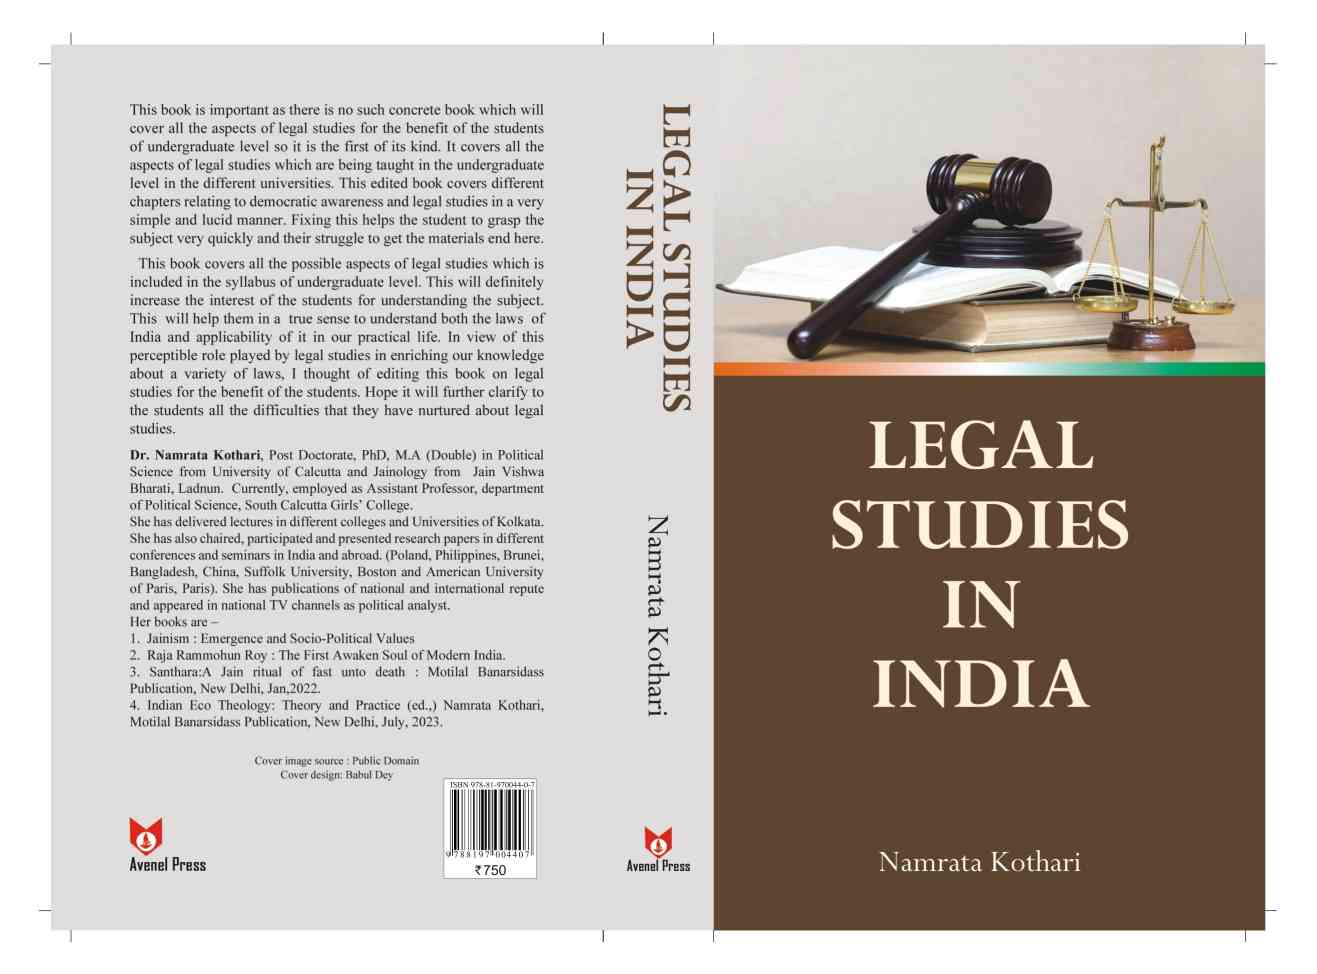 This book is important as there is no such concrete book which will
cover all the aspects of legal studies for the benefit of the students
of undergraduate level so it is the first of its kind. It covers all the
aspects of legal studies which are being taught in the undergraduate
level in the different universities. This edited book covers different
chapters relating to democratic awareness and legal studies in a very
simple and lucid manner. Fixing this helps the student to grasp the
subject very quickly and their struggle to get the materials end here.
This book covers all the possible aspects of legal studies which is
included in the syllabus of undergraduate level. This will definitely
increase the interest of the students for understanding the subject.
This will help them in a true sense to understand both the laws of
India and applicability of it in our practical life. In view of this
perceptible role played by legal studies in enriching our knowledge
about a variety of laws, I thought of editing this book on legal
studies for the benefit of the students. Hope it will further clarify to
the students all the difficulties that they have nurtured about legal
studies.
Dr. Namrata Kothari, Post Doctorate, PhD, M.A (Double) in Political
Science from University of Calcutta and Jainology from Jain Vishwa
Bharati, Ladnun. Currently, employed as Assistant Professor, department
of Political Science, South Calcutta Girls' College.
She has delivered lectures in different colleges and Universities of Kolkata.
She has also chaired, participated and presented research papers in different
conferences and seminars in India and abroad. (Poland, Philippines, Brunei,
Bangladesh, China, Suffolk University, Boston and American University
of Paris, Paris). She has publications of national and international repute
and appeared in national TV channels as political analyst.
Her books are –
1. Jainism : Emergence and Socio-Political Values
2. Raja Rammohun Roy : The First Awaken Soul of Modern India.
3. Santhara:A Jain ritual of fast unto death : Motilal Banarsidass
Publication, New Delhi, Jan,2022.
4. Indian Eco Theology: Theory and Practice (ed.,) Namrata Kothari,
Motilal Banarsidass Publication, New Delhi, July, 2023.
Cover image source : Public Domain
Cover design: Babul Dey
ISBN 978-81-970044-0-7
9 788197 004407
₹750
Avenel Press
LEGAL STUDIES
IN INDIA
Namrata Kothari
Avenel Press
LEGAL
STUDIES
IN
INDIA
Namrata Kothari